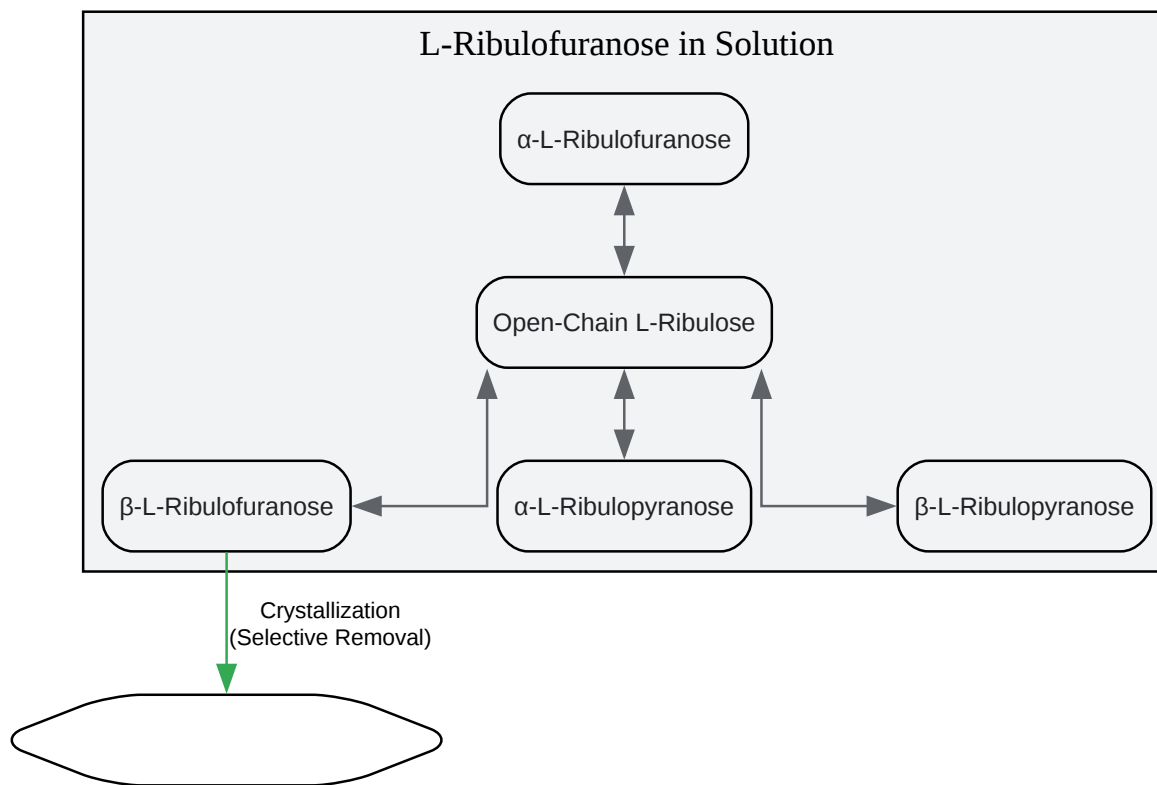 L-Ribulofuranose in Solution
α-L-Ribulofuranose
Open-Chain L-Ribulose
β-L-Ribulofuranose
α-L-Ribulopyranose
β-L-Ribulopyranose
Crystallization
(Selective Removal)